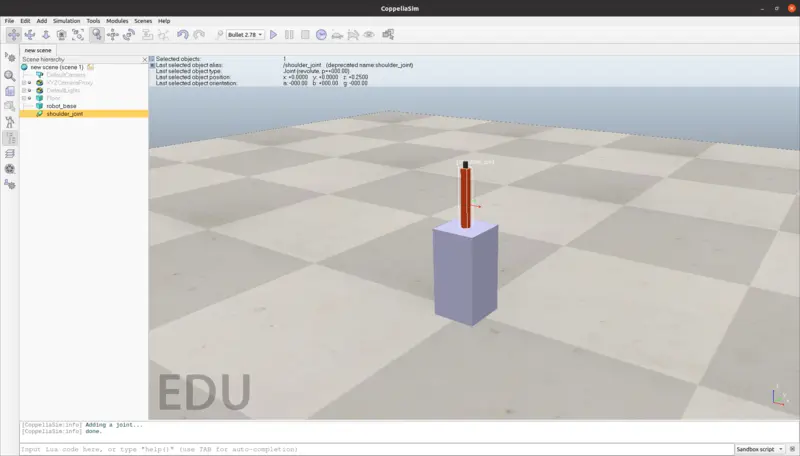 CoppeliaSim
File Edit Add Simulation Tools Modules Scenes Help
Bullet 2.78
new scene
Scene hierarchy
new scene (scene 1)
DefaultCamera
XYZCameraProxy
DefaultLights
Floor
robot_base
shoulder_joint
Selected objects: 1
Last selected object alias: /shoulder_joint (deprecated name:shoulder_joint)
Last selected object type: Joint (revolute, p=+000.00)
Last selected object position: x: +0.0000 y: +0.0000 z: +0.2500
Last selected object orientation: a: -000.00 b: +000.00 g: -000.00
EDU
[CoppeliaSim:info] Adding a joint...
[CoppeliaSim:info] done.
Input Lua code here, or type "help()" (use TAB for auto-completion)
Sandbox script